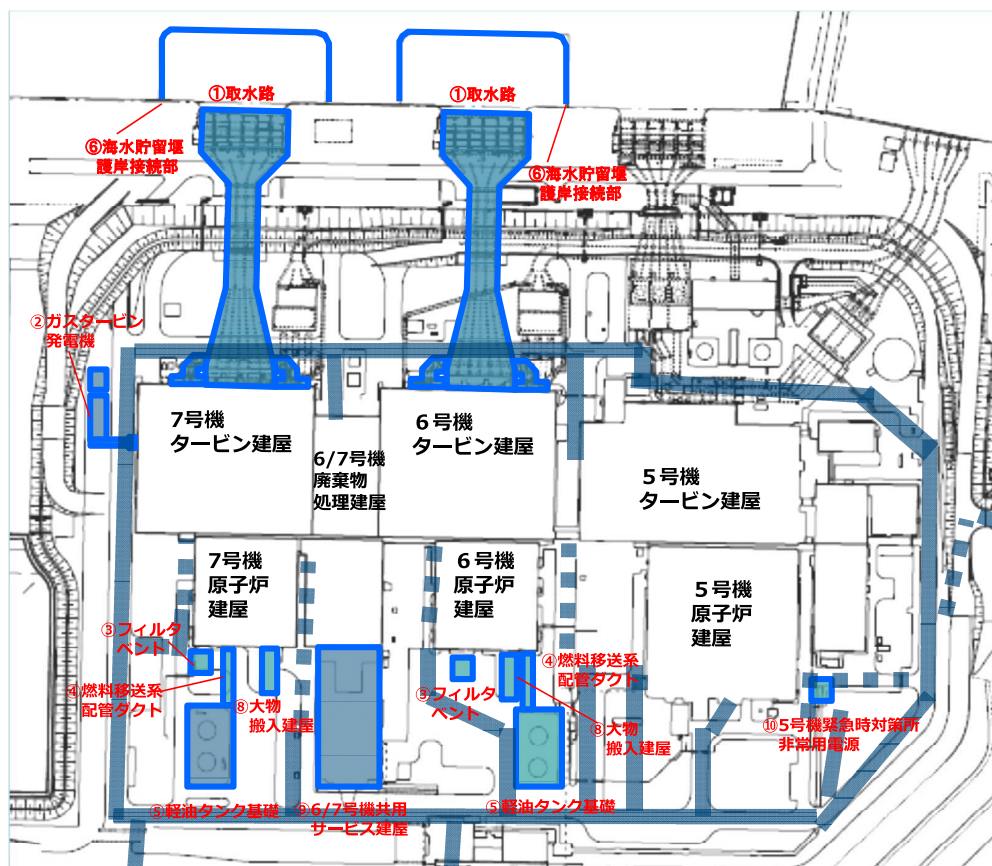 ①取水路
①取水路
⑥海水貯留堰
護岸接続部
⑥海水貯留堰
護岸接続部
②ガスタービン
発電機
7号機
タービン建屋
6号機
タービン建屋
6/7号機
廃棄物
処理建屋
5号機
タービン建屋
7号機
原子炉
建屋
6号機
原子炉
建屋
5号機
原子炉
建屋
③フィルタ
ベント
④燃料移送系
配管ダクト
⑧大物
搬入建屋
③フィルタ
ベント
④燃料移送系
配管ダクト
⑧大物
搬入建屋
⑩5号機緊急時対策所
非常用電源
⑤軽油タンク基礎
⑨6/7号機共用
サービス建屋
⑤軽油タンク基礎